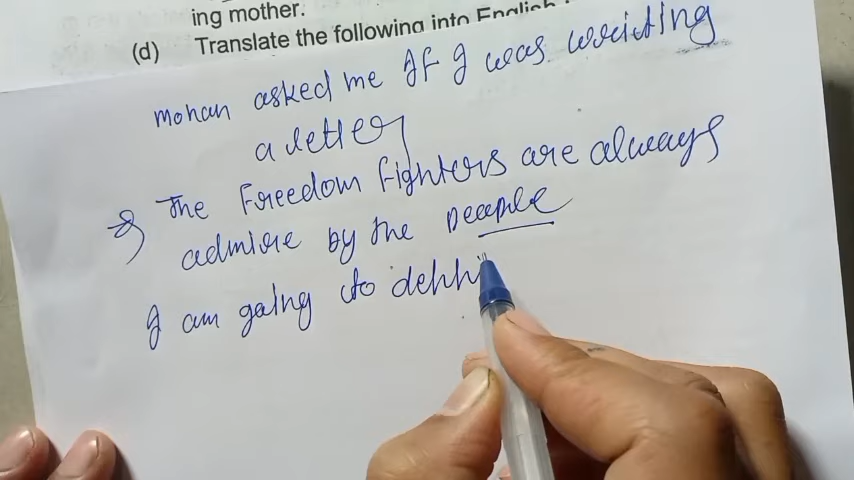 ing mother.
(d) Translate the following into English :
Mohan asked me If I was writing
a letter
The Freedom Fighters are always
admire by the people
I am going to dehh